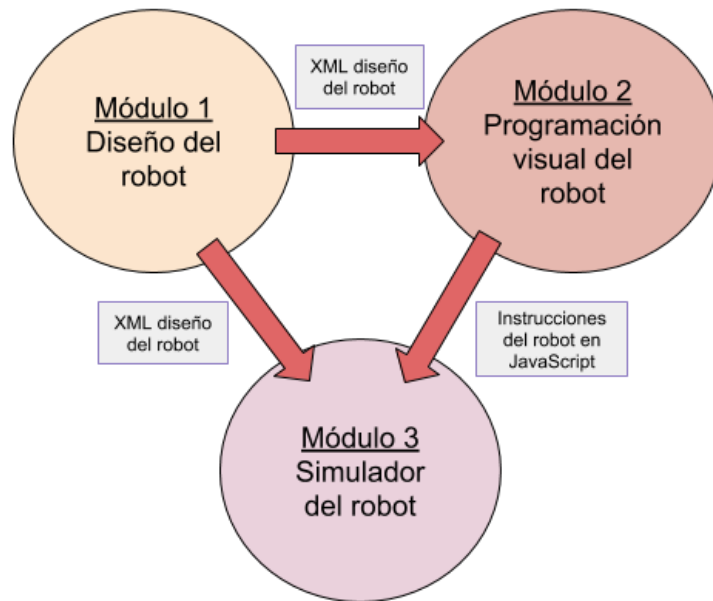 XML diseño
del robot
Módulo 1
Diseño del
robot
Módulo 2
Programación
visual del
robot
XML diseño
del robot
Instrucciones
del robot en
JavaScript
Módulo 3
Simulador
del robot